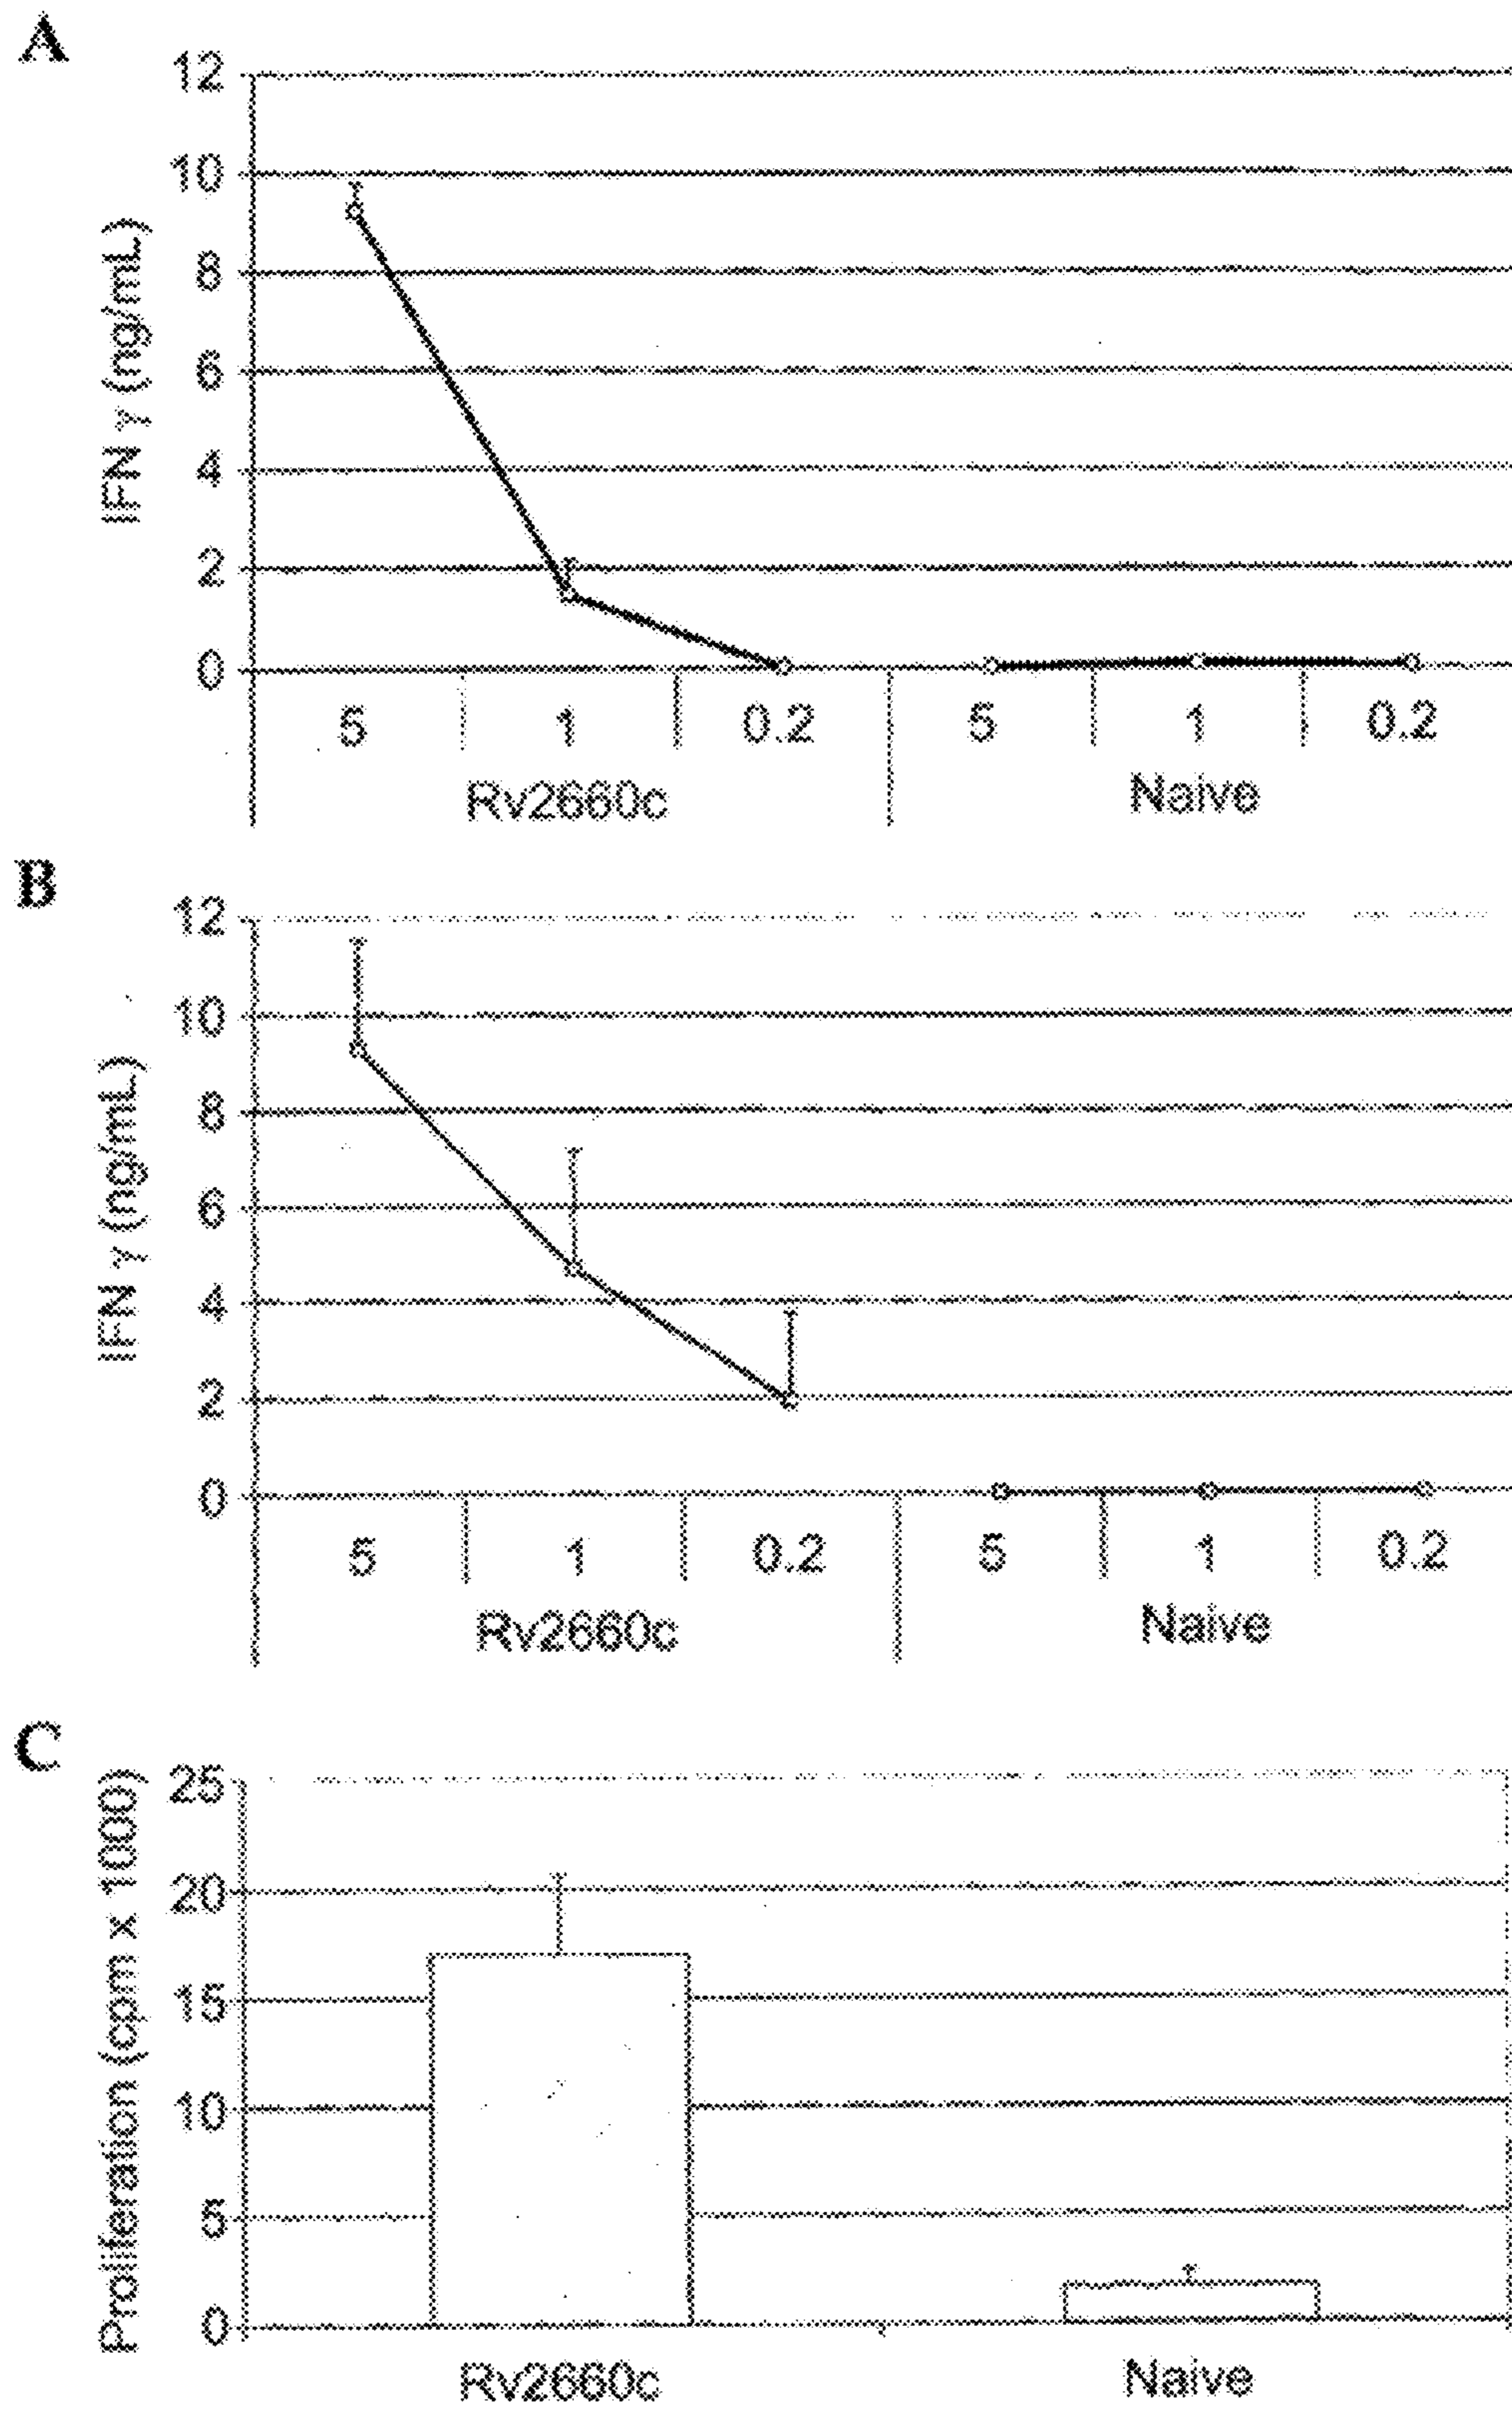 A
12
10
8
6
4
2
0
IFN γ (ng/mL)
5 1 0.2 5 1 0.2
Rv2660c Naive
B
12
10
8
6
4
2
0
IFN γ (ng/mL)
5 1 0.2 5 1 0.2
Rv2660c Naive
C
25
20
15
10
5
0
Proliferation (cpm x 1000)
Rv2660c Naive